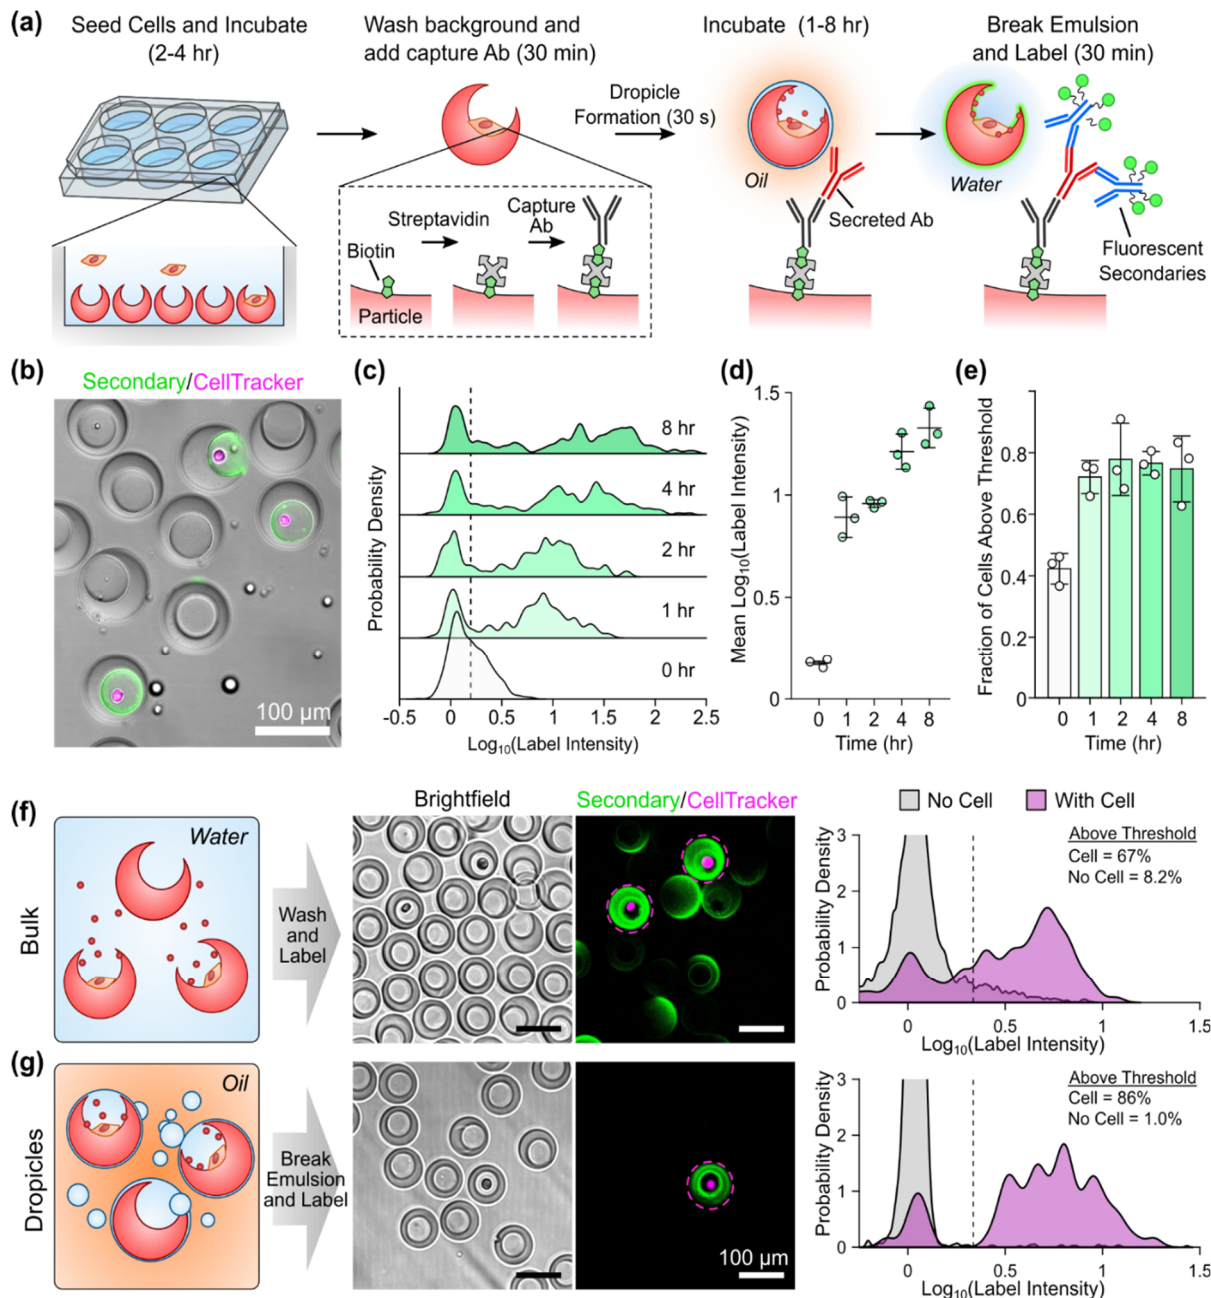 (a)
Seed Cells and Incubate
(2-4 hr)
Wash background and
add capture Ab (30 min)
Incubate (1-8 hr)
Break Emulsion
and Label (30 min)
Dropicle
Formation (30 s)
Oil
Water
Secreted Ab
Fluorescent
Secondaries
Streptavidin
Capture
Ab
Biotin
Particle
(b)
Secondary/CellTracker
100 µm
(c)
Probability Density
8 hr
4 hr
2 hr
1 hr
0 hr
-0.5 0 0.5 1 1.5 2 2.5
Log10(Label Intensity)
(d)
Mean Log10(Label Intensity)
1.5
1
0.5
0
0 1 2 4 8
Time (hr)
(e)
Fraction of Cells Above Threshold
0.8
0.6
0.4
0.2
0
0 1 2 4 8
Time (hr)
(f)
Bulk
Water
Wash
and
Label
Brightfield
Secondary/CellTracker
No Cell
With Cell
Probability Density
3
2
1
0
Above Threshold
Cell = 67%
No Cell = 8.2%
0 0.5 1 1.5
Log10(Label Intensity)
(g)
Dropicles
Oil
Break
Emulsion
and Label
100 µm
Probability Density
3
2
1
0
Above Threshold
Cell = 86%
No Cell = 1.0%
0 0.5 1 1.5
Log10(Label Intensity)